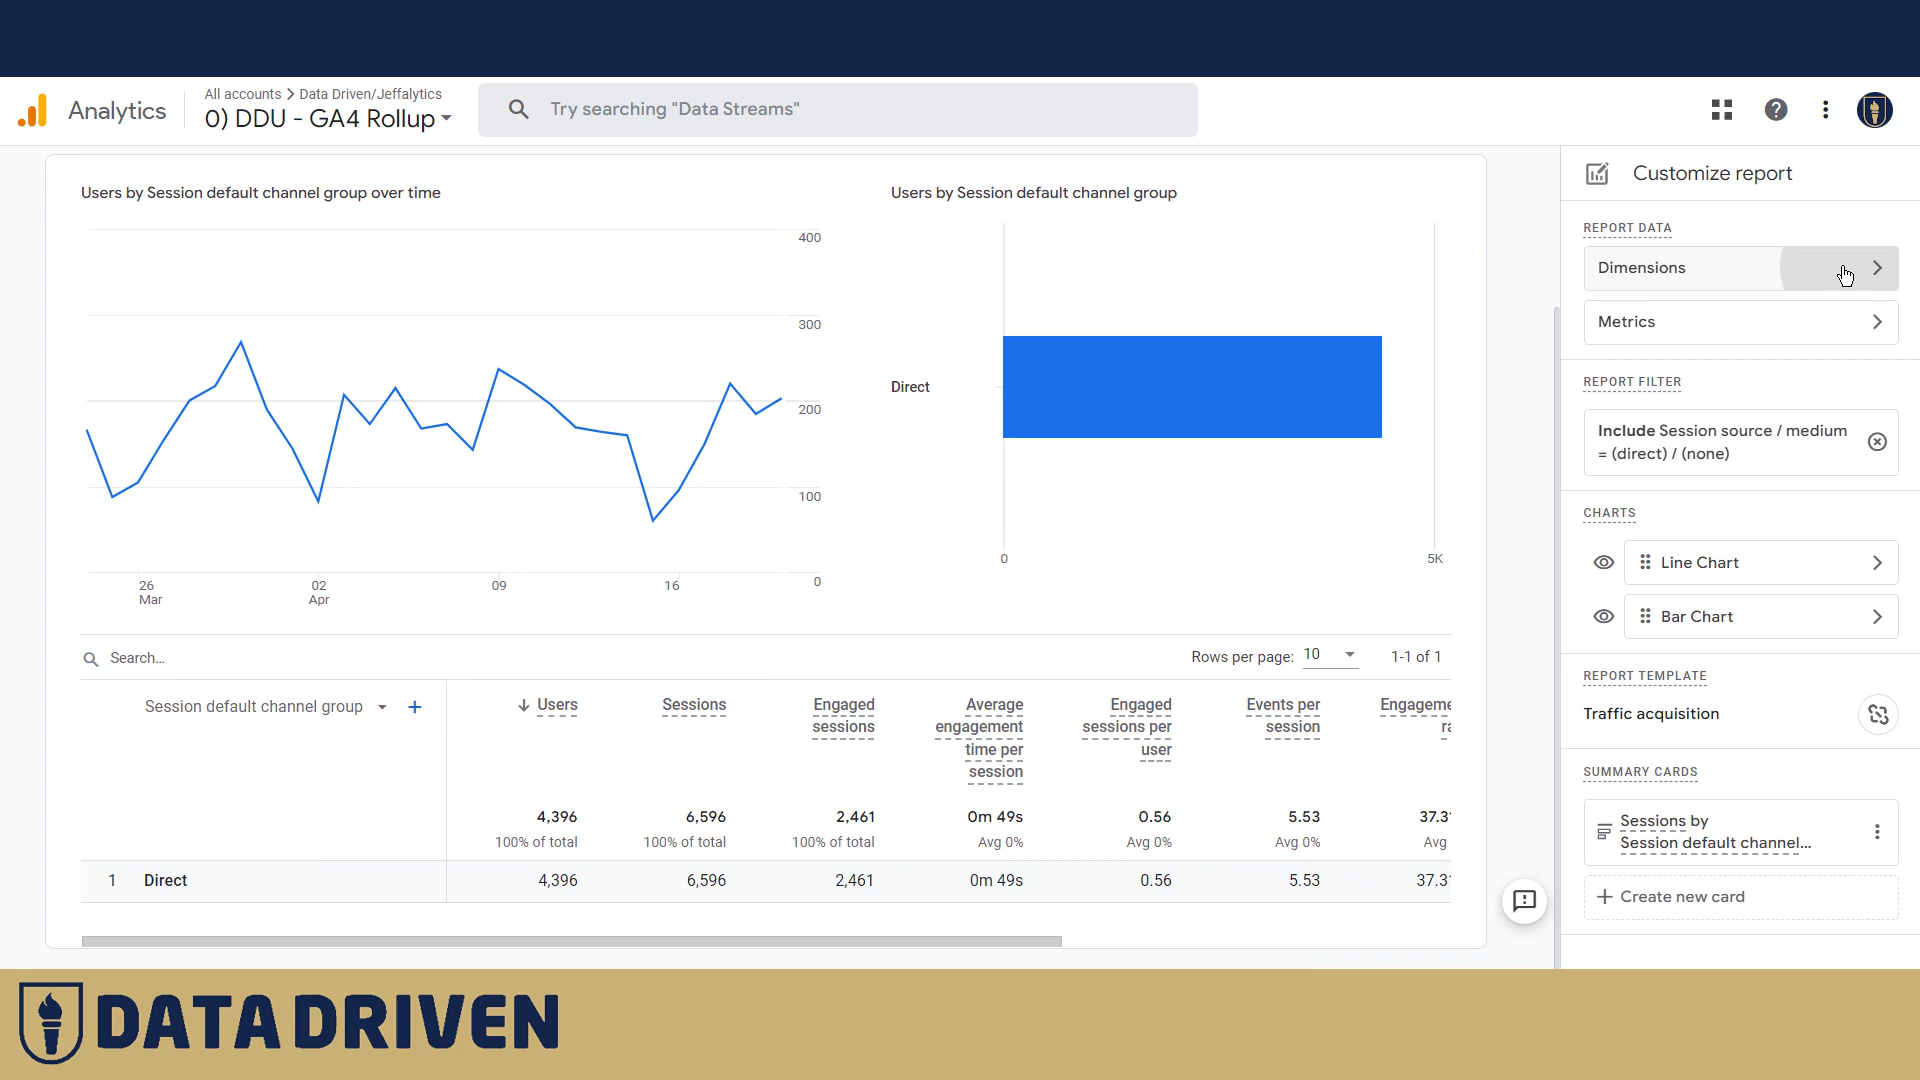 Analytics
All accounts > Data Driven/Jeffalytics
0) DDU - GA4 Rollup
Try searching "Data Streams"
Users by Session default channel group over time
400
300
200
100
0
26
Mar
02
Apr
09
16
Users by Session default channel group
Direct
0
5K
Search...
Rows per page: 10
1-1 of 1
Session default channel group
Users
Sessions
Engaged
sessions
Average
engagement
time per
session
Engaged
sessions per
user
Events per
session
Engageme
4,396
6,596
2,461
0m 49s
0.56
5.53
37.3
100% of total
100% of total
100% of total
Avg 0%
Avg 0%
Avg 0%
Avg
1
Direct
4,396
6,596
2,461
0m 49s
0.56
5.53
37.3
Customize report
REPORT DATA
Dimensions
Metrics
REPORT FILTER
Include Session source / medium
= (direct) / (none)
CHARTS
Line Chart
Bar Chart
REPORT TEMPLATE
Traffic acquisition
SUMMARY CARDS
Sessions by
Session default channel...
Create new card
DATA DRIVEN